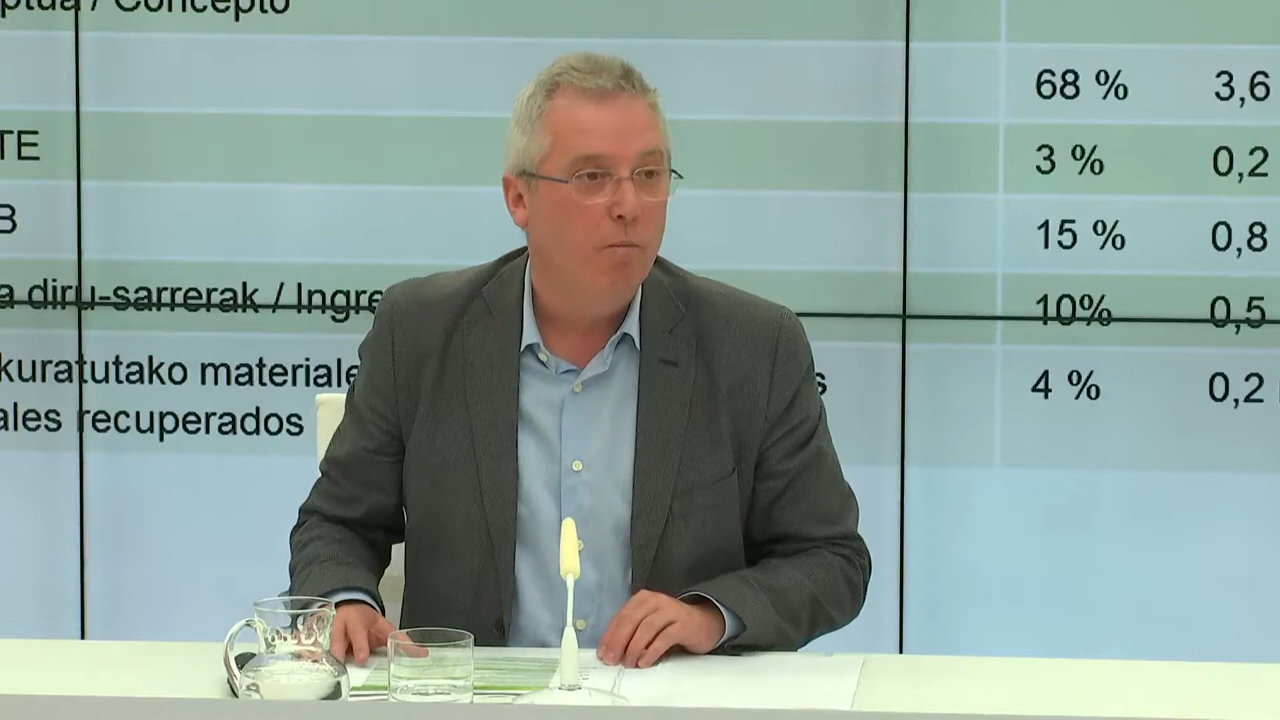 / Concepto
68 % 3,6
TE 3 % 0,2
B 15 % 0,8
a diru-sarrerak / Ingre 10% 0,5
kuratutako materiale s 4 % 0,2
ales recuperados